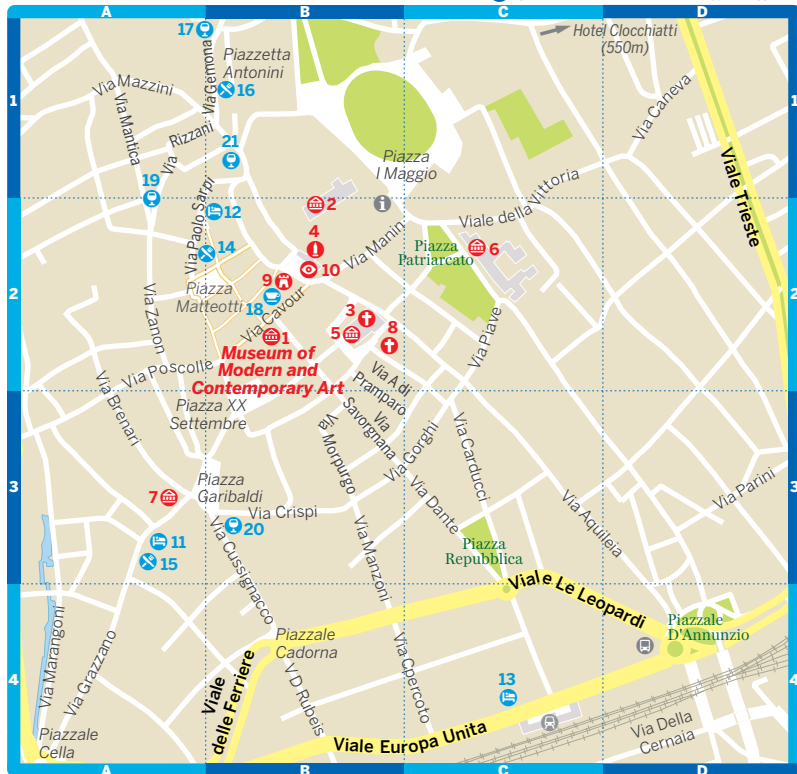 A
B
C
D
17
Piazzetta
Antonini
Hotel Clocchiatti
(550m)
Via Mazzini
Via Gemona
16
Via Caneva
1
1
Via Mantica
Via
Rizzani
21
Piazza
I Maggio
Viale Trieste
19
Via Paolo Sarpi
12
2
i
Viale della Vittoria
4
14
Via Manin
Piazza
Patriarcato
6
10
9
Piazza
Matteotti
18
2
2
Via Zanon
Via Cavour
3
5
8
Via Piave
1
Museum of
Modern and
Contemporary Art
Via Poscolle
Via A di
Pramparo
Via Brenari
Piazza XX
Settembre
Via
Savorgnana
Via
Morpurgo
Via Gorghi
Via Carducci
3
3
Piazza
Garibaldi
7
Via Crispi
Via Dante
Via Aquileia
Via Parini
20
11
15
Via Cussignacco
Via Manzoni
Piazza
Repubblica
Viale Le Leopardi
Via Marangoni
Via Grazzano
Piazzale
Cadorna
Piazzale
D'Annunzio
Viale
delle Ferriere
V D Rubeis
Via Cpercoto
13
4
4
Piazzale
Cella
Viale Europa Unita
Via Della
Cernaia
A
B
C
D